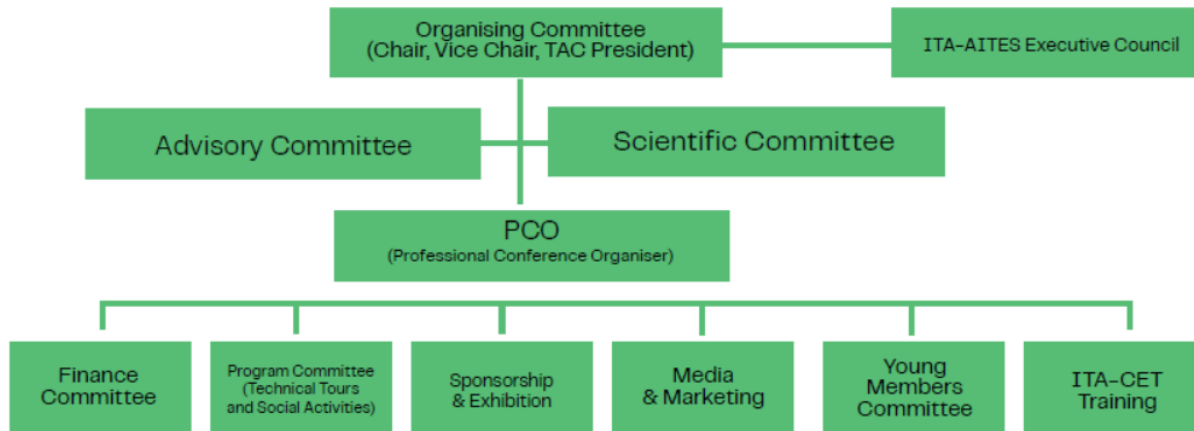 Organising Committee
(Chair, Vice Chair, TAC President)
ITA-AITES Executive Council
Advisory Committee
Scientific Committee
PCO
(Professional Conference Organiser)
Finance
Committee
Program Committee
(Technical Tours
and Social Activities)
Sponsorship
& Exhibition
Media
& Marketing
Young
Members
Committee
ITA-CET
Training